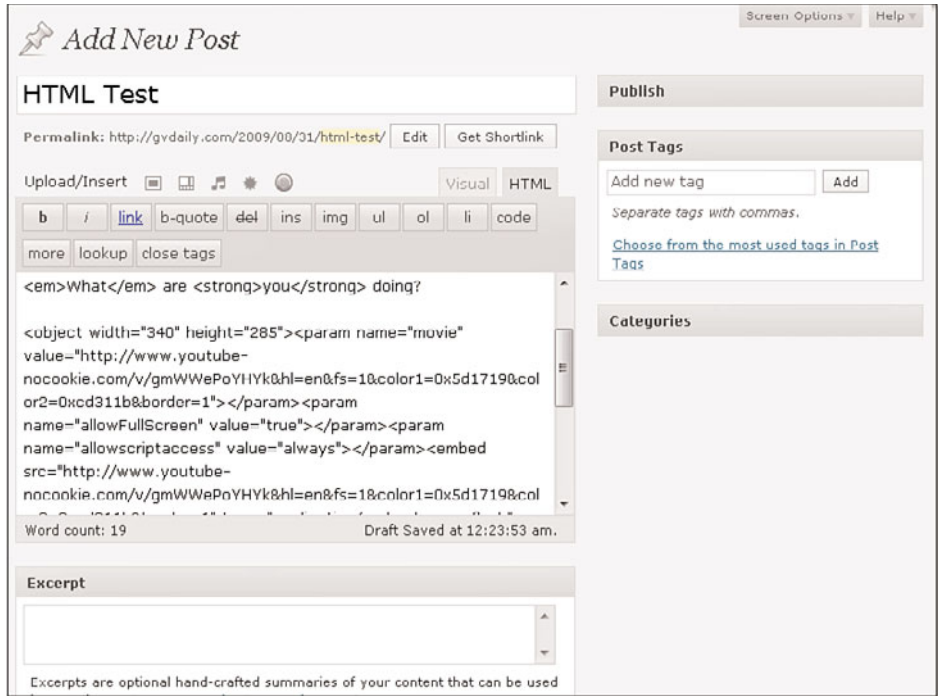 Screen Options Help
Add New Post
HTML Test
Publish
Permalink: http://gvdaily.com/2009/00/31/html-test/ Edit Get Shortlink
Post Tags
Upload/Insert Visual HTML
Add new tag Add
b i link b-quote del ins img ul ol li code
Separate tags with commas.
more lookup close tags
Choose from the most used tags in Post
Tags
<em>What</em> are <strong>you</strong> doing?
Categories
<object width="340" height="285"><param name="movie"
value="http://www.youtube-
nocookie.com/v/gmWWePoYHYk&hl=en&fs=1&color1=0x5d1719&col
or2=0xcd311b&border=1"></param><param
name="allowFullScreen" value="true"></param><param
name="allowscriptaccess" value="always"></param><embed
src="http://www.youtube-
nocookie.com/v/gmWWePoYHYk&hl=en&fs=1&color1=0x5d1719&col
Word count: 19 Draft Saved at 12:23:53 am.
Excerpt
Excerpts are optional hand-crafted summaries of your content that can be used